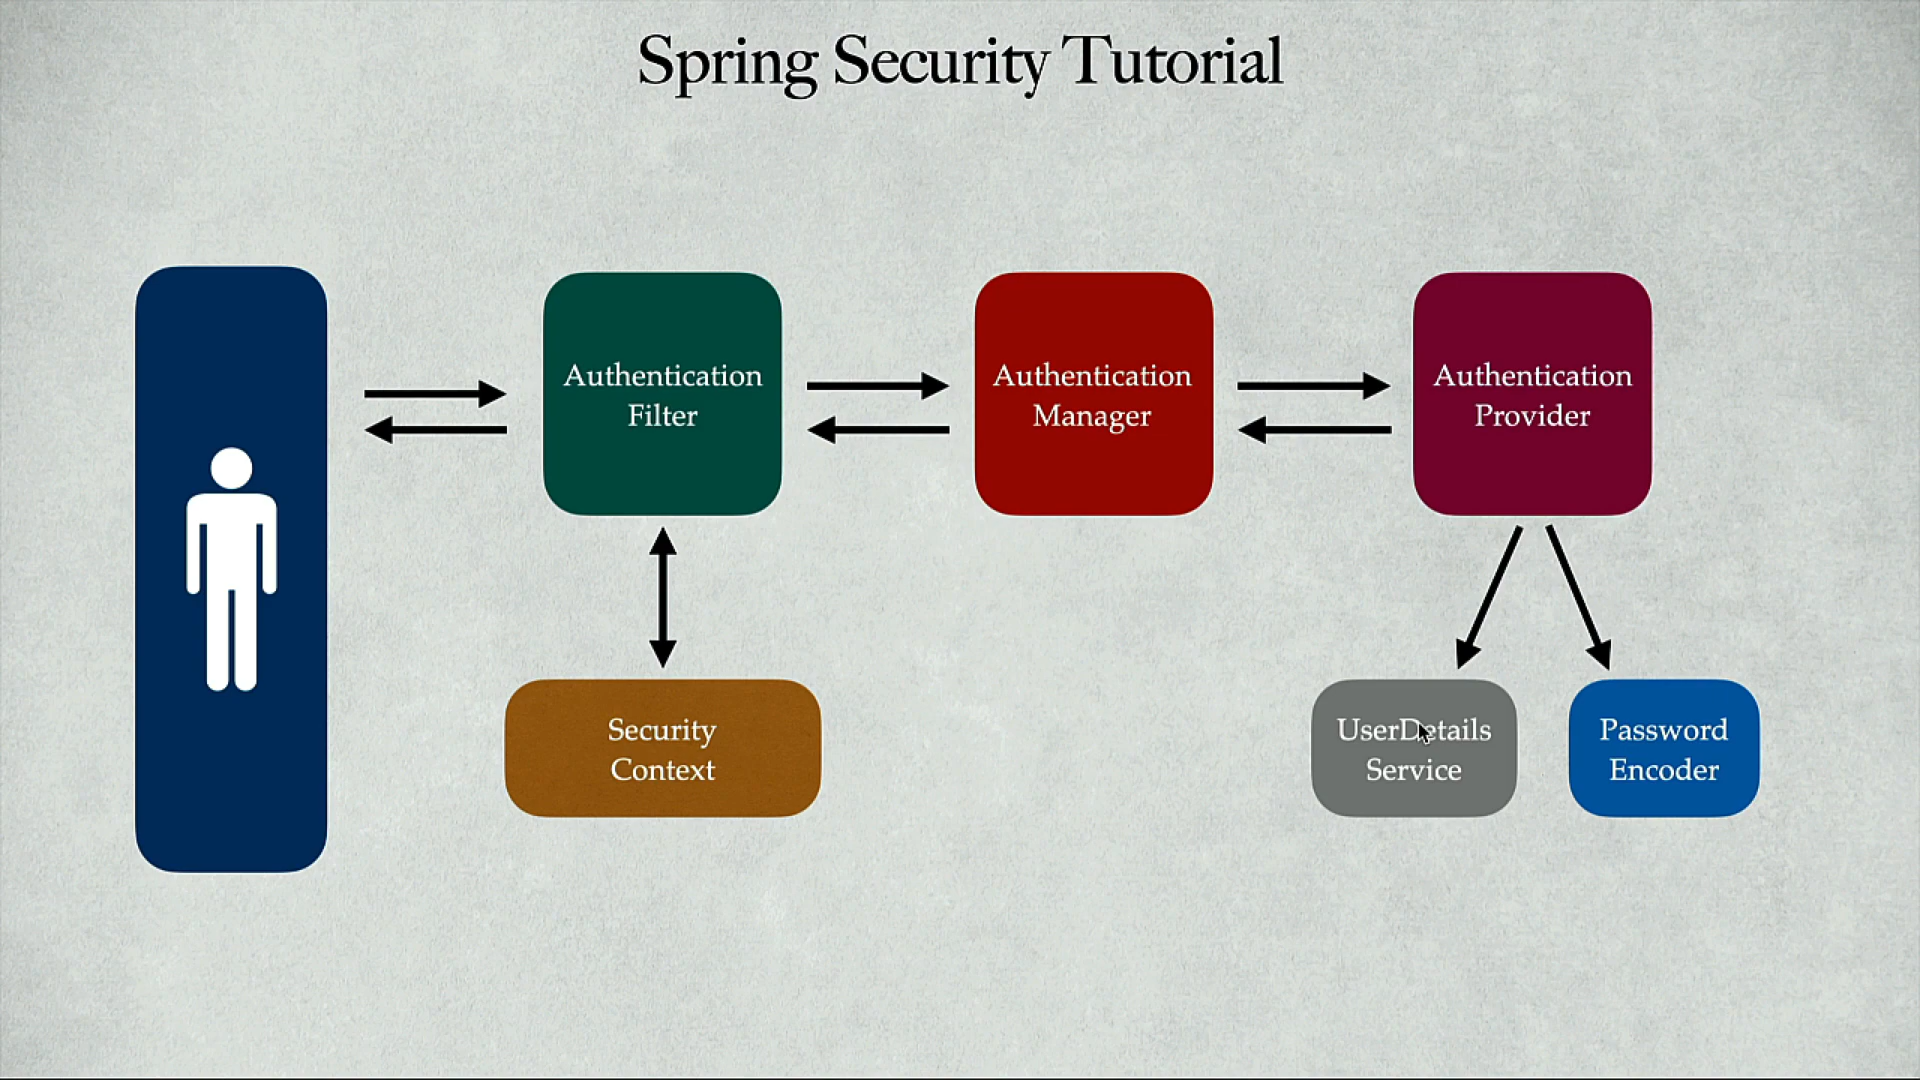 Spring Security Tutorial
Authentication
Filter
Authentication
Manager
Authentication
Provider
Security
Context
UserDetails
Service
Password
Encoder